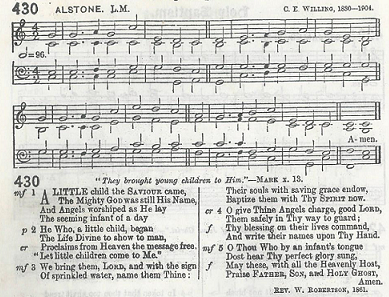 430 ALSTONE. L.M. C. E. WILLING, 1830–1904.
=96.
A-men.
430 "They brought young children to Him."—MARK x. 13.
mf 1 A LITTLE child the SAVIOUR came,
The Mighty GOD was still His Name,
And Angels worshipped as He lay
The seeming infant of a day
p 2 He Who, a little child, began
The Life Divine to show to man,
cr Proclaims from Heaven the message free.
"Let little children come to Me."
mf 3 We bring them, LORD, and with the sign
Of sprinkled water, name them Thine:
Their souls with saving grace endow,
Baptize them with Thy SPIRIT now.
cr 4 O give Thine Angels charge, good LORD,
Them safely in Thy way to guard;
f Thy blessing on their lives command,
And write their names upon Thy Hand.
mf 5 O Thou Who by an infant's tongue
Dost hear Thy perfect glory sung,
f May these, with all the Heavenly Host,
Praise FATHER, SON, and HOLY GHOST,
Amen.
REV. W. ROBERTSON, 1861.